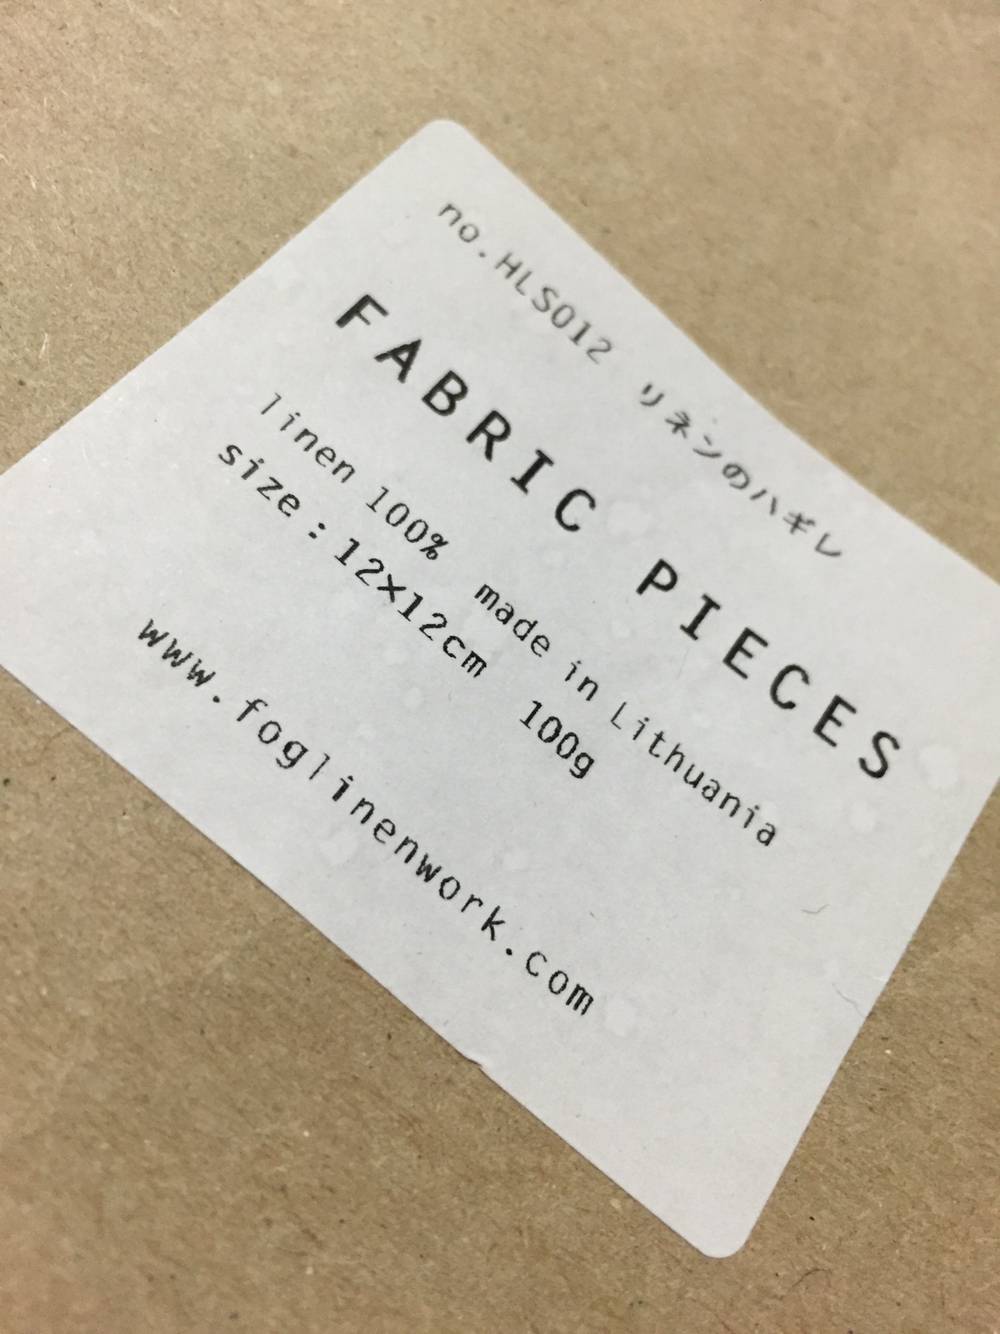 no.HLS012 リネンのハギレ
FABRIC PIECES
linen 100% made in Lithuania
size：12×12cm 100g
www.foglinenwork.com